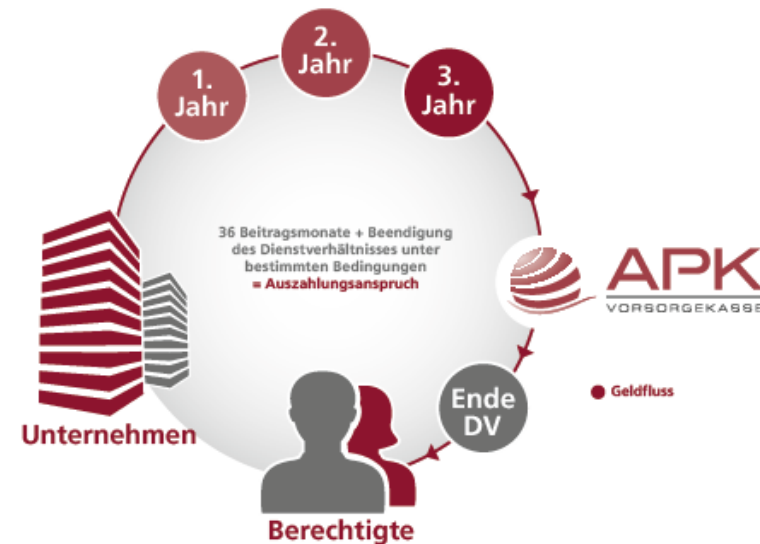 1.
Jahr
2.
Jahr
3.
Jahr
36 Beitragsmonate + Beendigung
des Dienstverhältnisses unter
bestimmten Bedingungen
= Auszahlungsanspruch
APK
VORSORGEKASSE
Geldfluss
Ende
DV
Unternehmen
Berechtigte